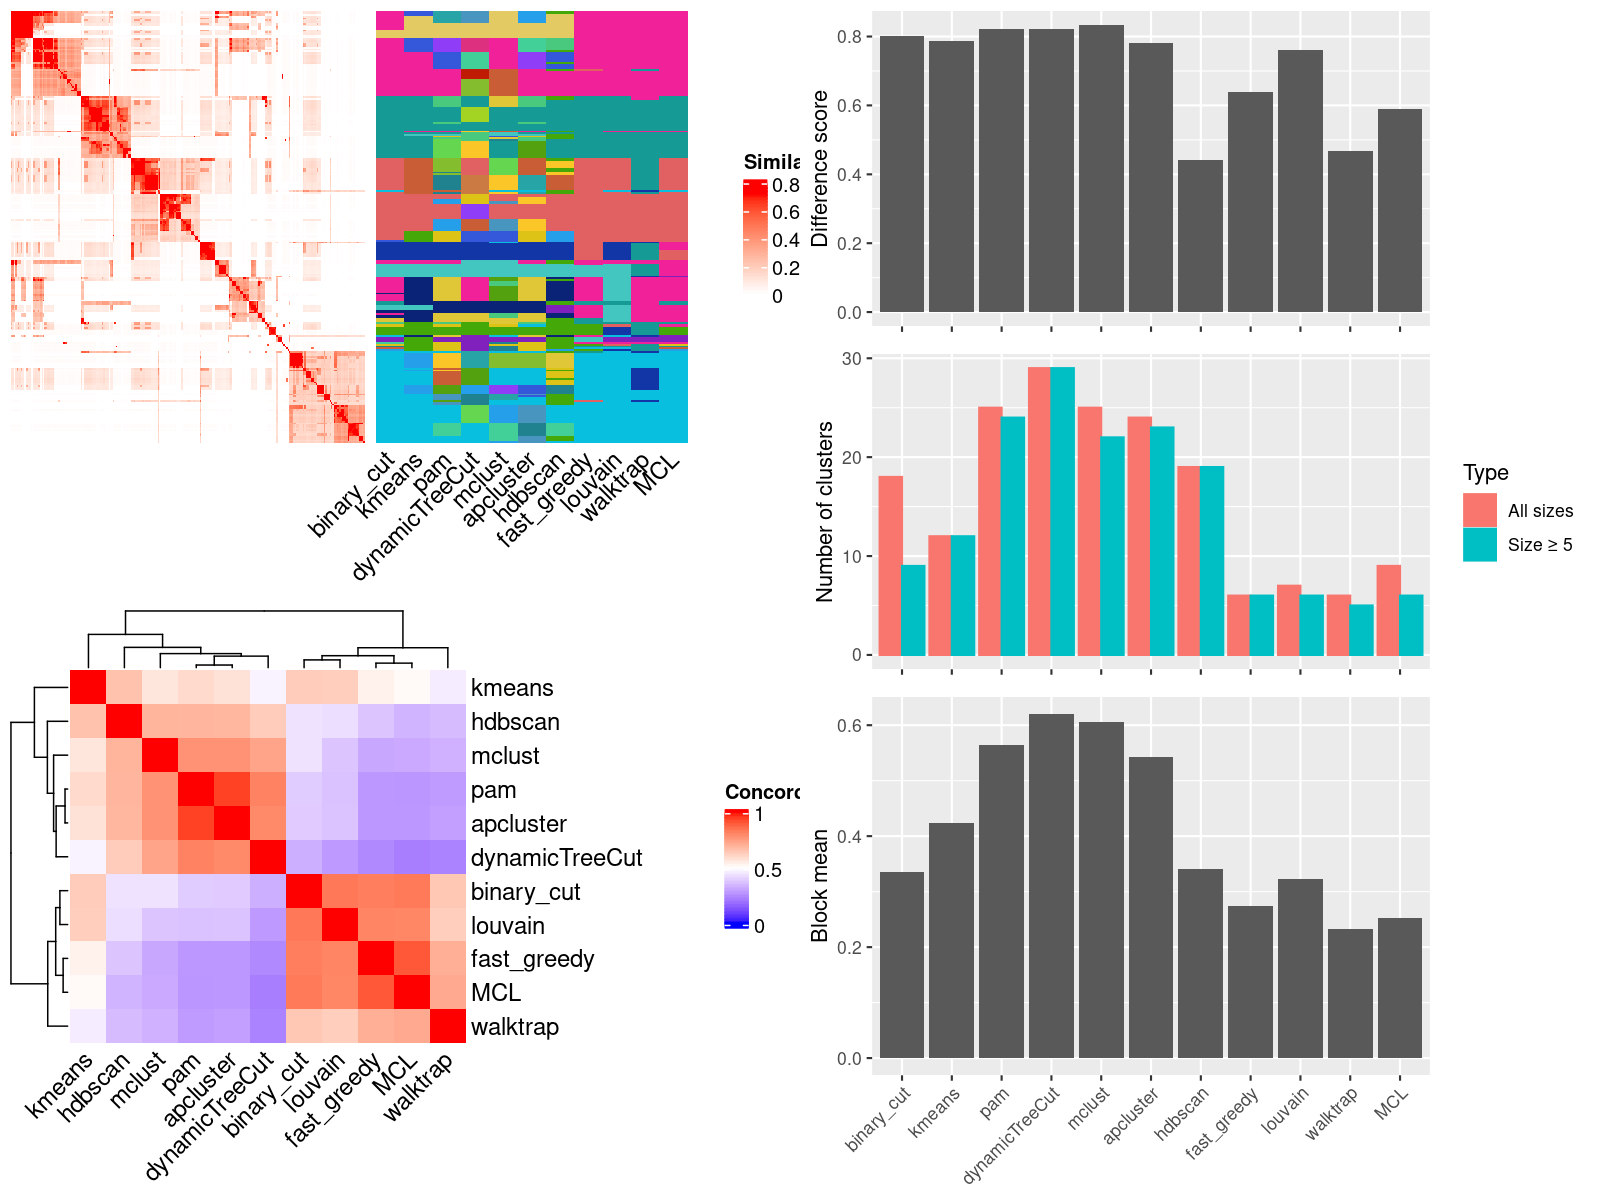 Simila
0.8
0.6
0.4
0.2
0
binary_cut
kmeans
pam
dynamicTreeCut
mclust
apcluster
hdbscan
fast_greedy
louvain
walktrap
MCL
kmeans
hdbscan
mclust
pam
apcluster
dynamicTreeCut
binary_cut
louvain
fast_greedy
MCL
walktrap
kmeans
hdbscan
mclust
pam
apcluster
dynamicTreeCut
binary_cut
louvain
fast_greedy
MCL
walktrap
Concord
1
0.5
0
Difference score
0.8
0.6
0.4
0.2
0.0
Number of clusters
30
20
10
0
Type
All sizes
Size ≥ 5
Block mean
0.6
0.4
0.2
0.0
binary_cut
kmeans
pam
dynamicTreeCut
mclust
apcluster
hdbscan
fast_greedy
louvain
walktrap
MCL